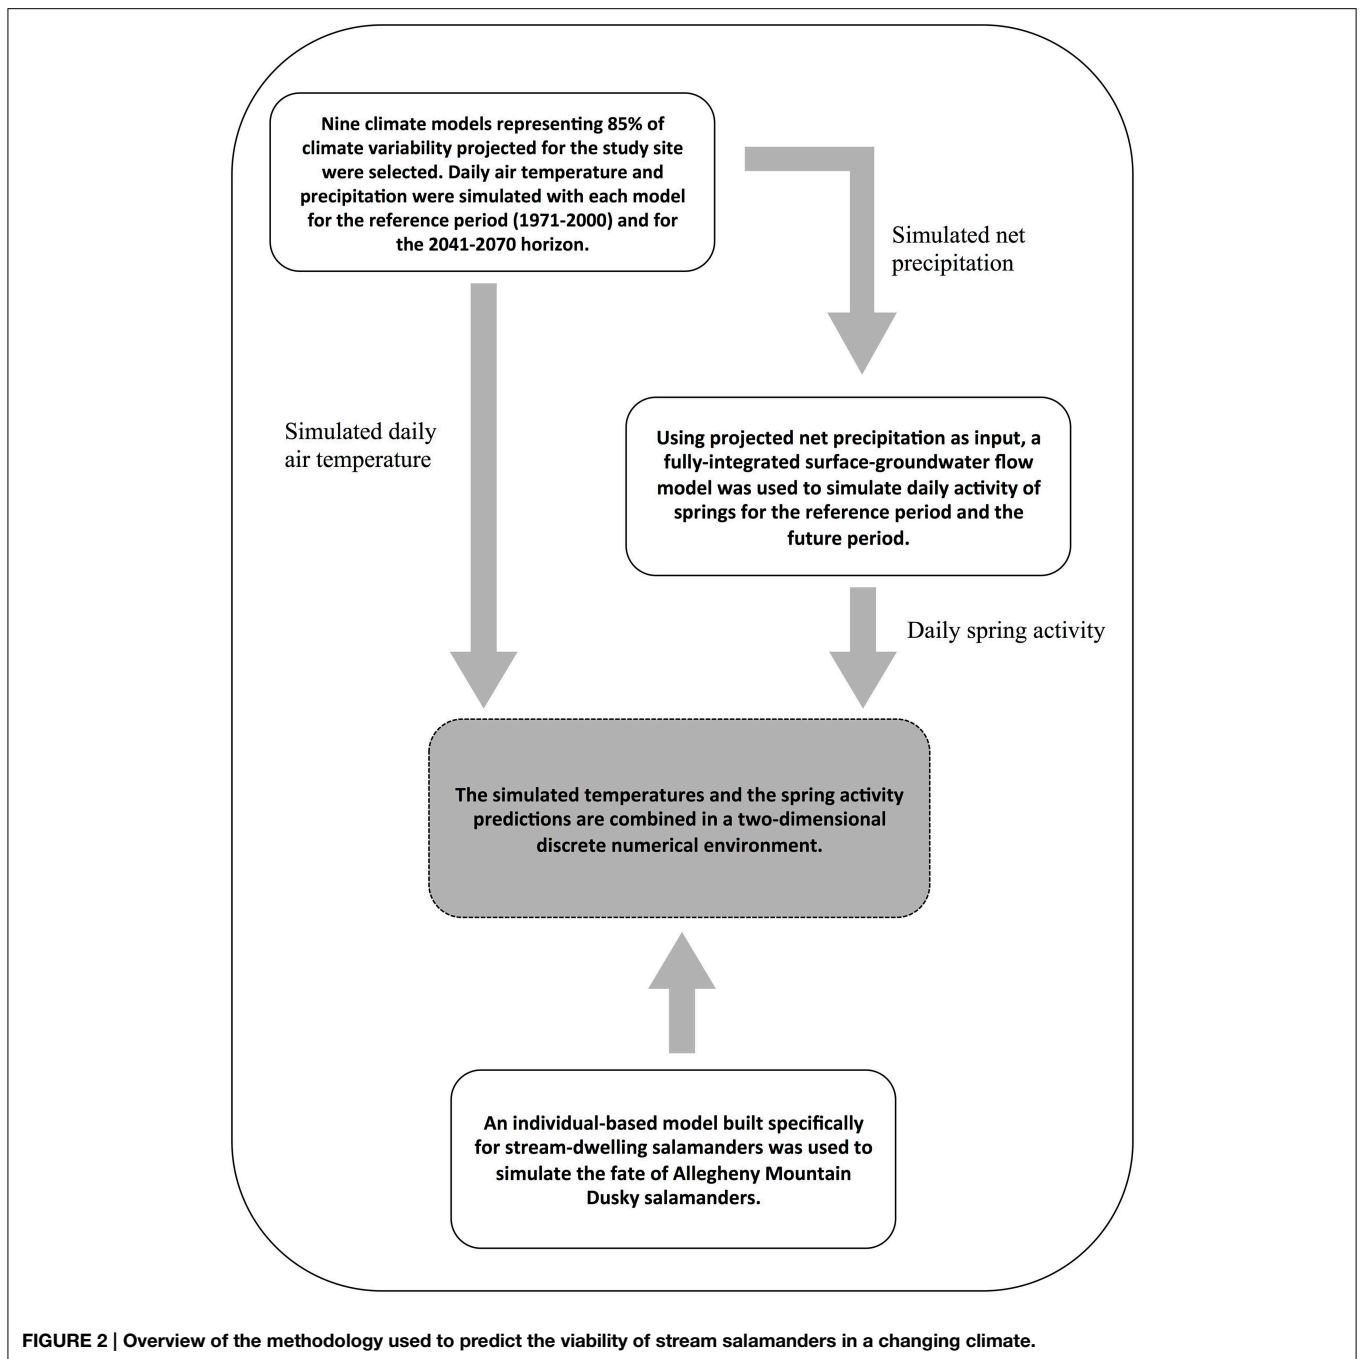 Nine climate models representing 85% of
climate variability projected for the study site
were selected. Daily air temperature and
precipitation were simulated with each model
for the reference period (1971-2000) and for
the 2041-2070 horizon.
Simulated net
precipitation
Simulated daily
air temperature
Using projected net precipitation as input, a
fully-integrated surface-groundwater flow
model was used to simulate daily activity of
springs for the reference period and the
future period.
Daily spring activity
The simulated temperatures and the spring activity
predictions are combined in a two-dimensional
discrete numerical environment.
An individual-based model built specifically
for stream-dwelling salamanders was used to
simulate the fate of Allegheny Mountain
Dusky salamanders.
FIGURE 2 | Overview of the methodology used to predict the viability of stream salamanders in a changing climate.